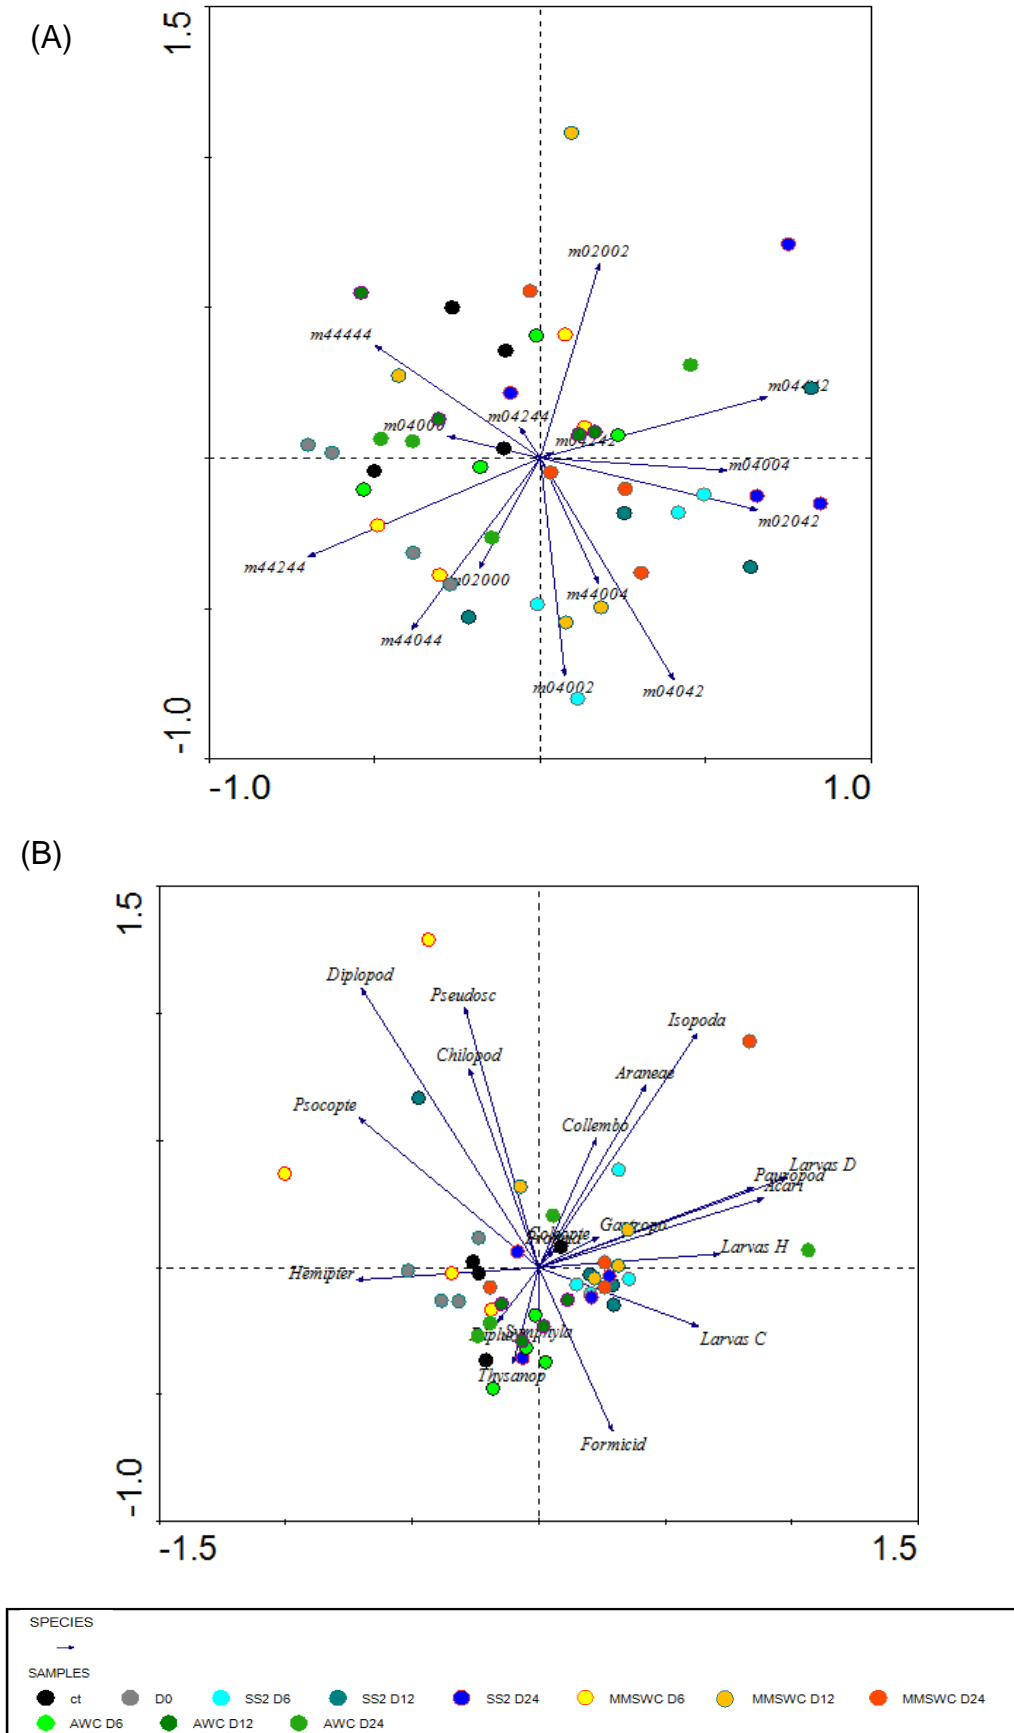 (A)
1.5
m02002
m44444
m04442
m04244
m04000
m04242
m04004
m02042
m44244
m02000
m44004
m44044
m04002
m04042
-1.0
-1.0
1.0
(B)
1.5
Diplopod
Pseudosc
Isopoda
Chilopod
Araneae
Psocopte
Collembo
Larvas D
Pauropod
Acari
Gastropo
Coleopte
Larvas H
Hemipter
Symphyla
Larvas C
Thysanop
Formicid
-1.0
-1.5
1.5
SPECIES
SAMPLES
ct D0 SS2 D6 SS2 D12 SS2 D24 MMSWC D6 MMSWC D12 MMSWC D24
AWC D6 AWC D12 AWC D24